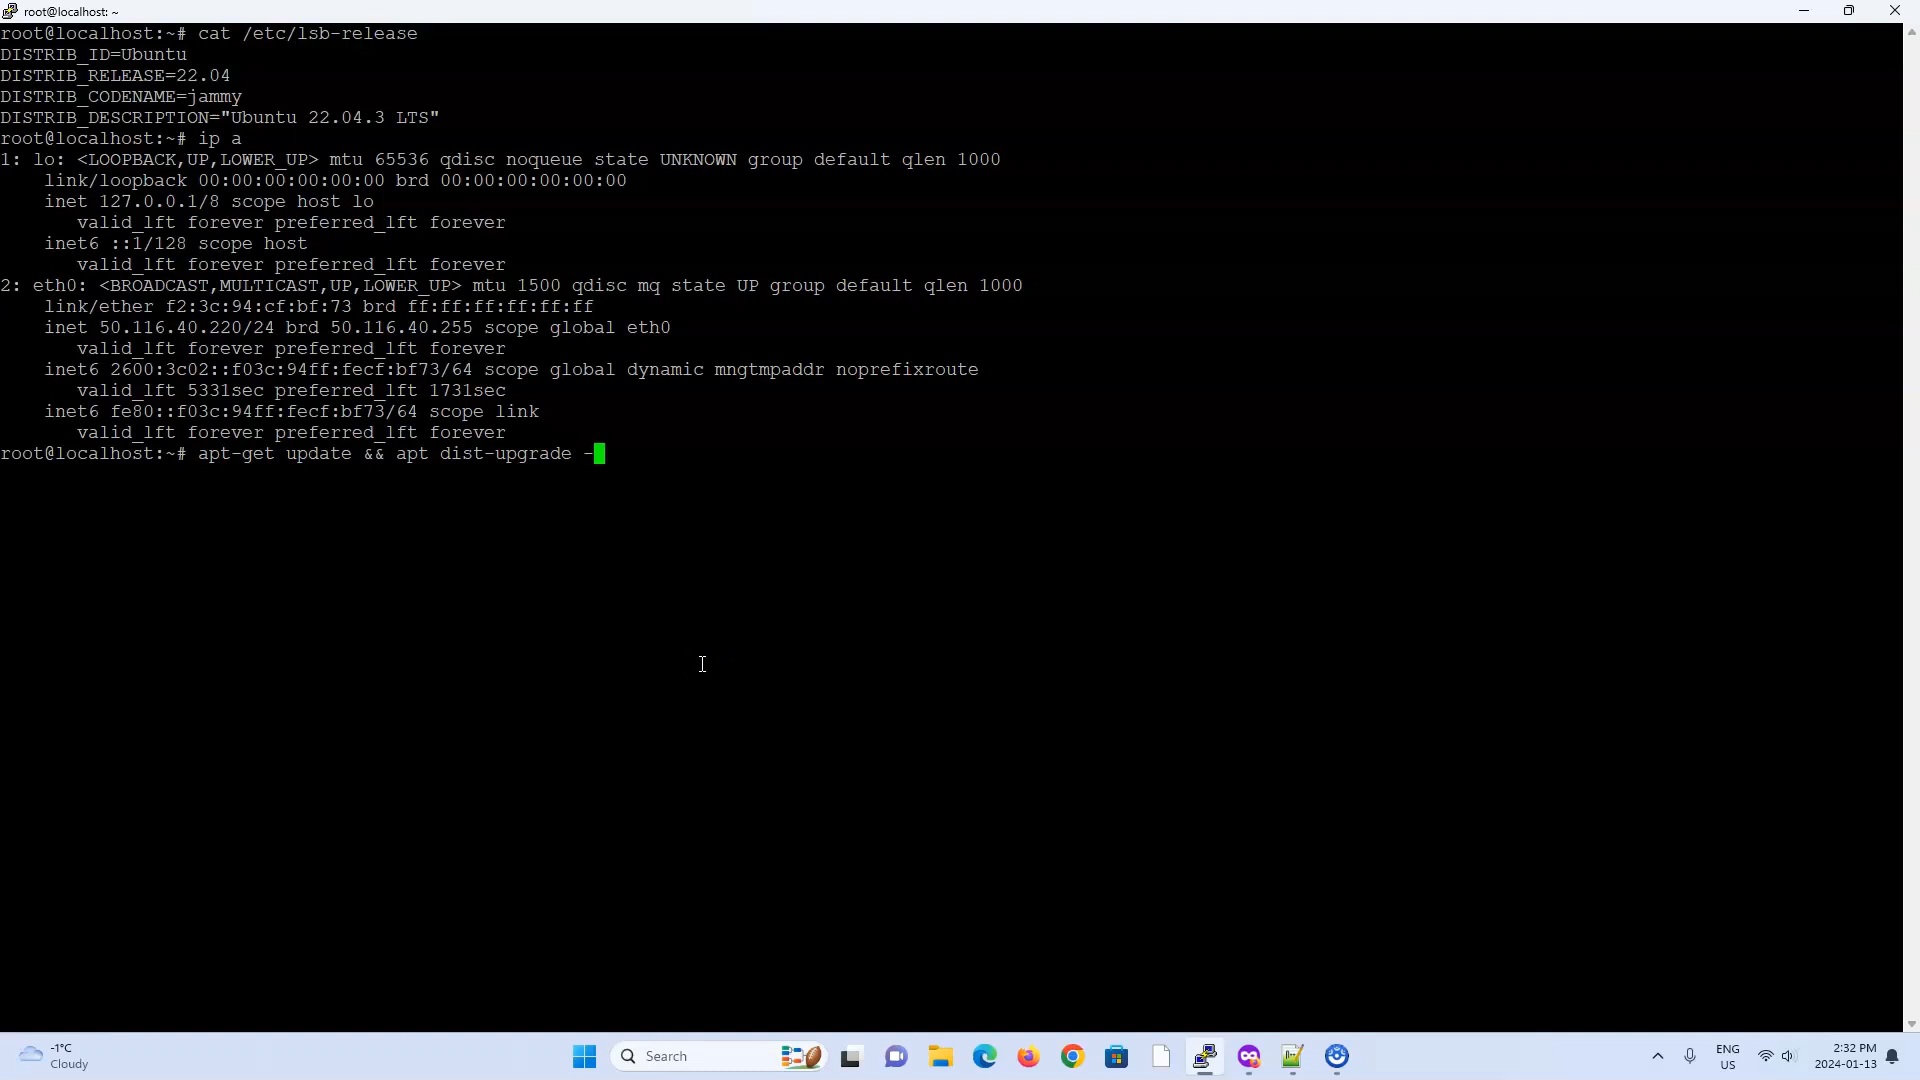 root@localhost: ~
root@localhost:~# cat /etc/lsb-release
DISTRIB_ID=Ubuntu
DISTRIB_RELEASE=22.04
DISTRIB_CODENAME=jammy
DISTRIB_DESCRIPTION="Ubuntu 22.04.3 LTS"
root@localhost:~# ip a
1: lo: <LOOPBACK,UP,LOWER_UP> mtu 65536 qdisc noqueue state UNKNOWN group default qlen 1000
    link/loopback 00:00:00:00:00:00 brd 00:00:00:00:00:00
    inet 127.0.0.1/8 scope host lo
       valid_lft forever preferred_lft forever
    inet6 ::1/128 scope host
       valid_lft forever preferred_lft forever
2: eth0: <BROADCAST,MULTICAST,UP,LOWER_UP> mtu 1500 qdisc mq state UP group default qlen 1000
    link/ether f2:3c:94:cf:bf:73 brd ff:ff:ff:ff:ff:ff
    inet 50.116.40.220/24 brd 50.116.40.255 scope global eth0
       valid_lft forever preferred_lft forever
    inet6 2600:3c02::f03c:94ff:fecf:bf73/64 scope global dynamic mngtmpaddr noprefixroute
       valid_lft 5331sec preferred_lft 1731sec
    inet6 fe80::f03c:94ff:fecf:bf73/64 scope link
       valid_lft forever preferred_lft forever
root@localhost:~# apt-get update && apt dist-upgrade -
-1°C
Cloudy
Search
ENG
US
2:32 PM
2024-01-13